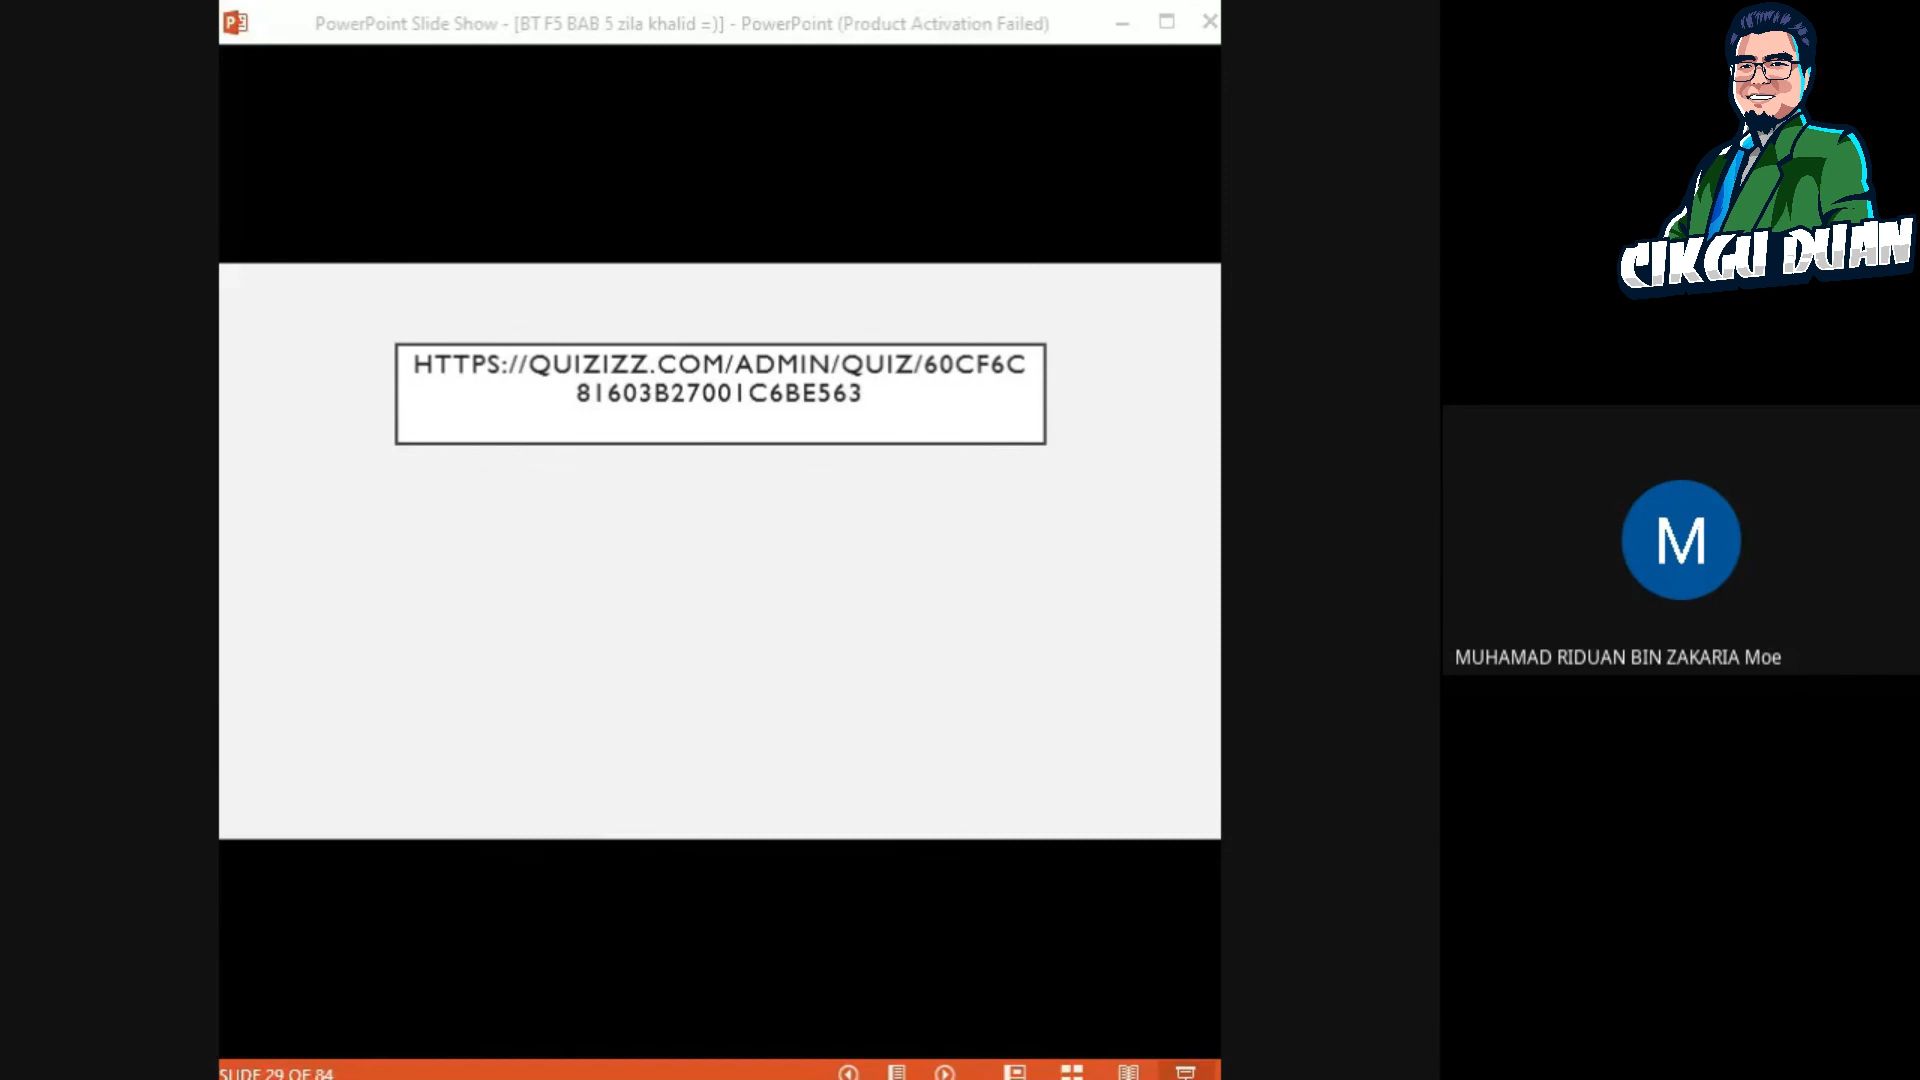 PowerPoint Slide Show - [BT F5 BAB 5 zila khalid =)] - PowerPoint (Product Activation Failed)
CIKGU DUAN
HTTPS://QUIZIZZ.COM/ADMIN/QUIZ/60CF6C
81603B27001C6BE563
M
MUHAMAD RIDUAN BIN ZAKARIA Moe
SLIDE 29 OF 84